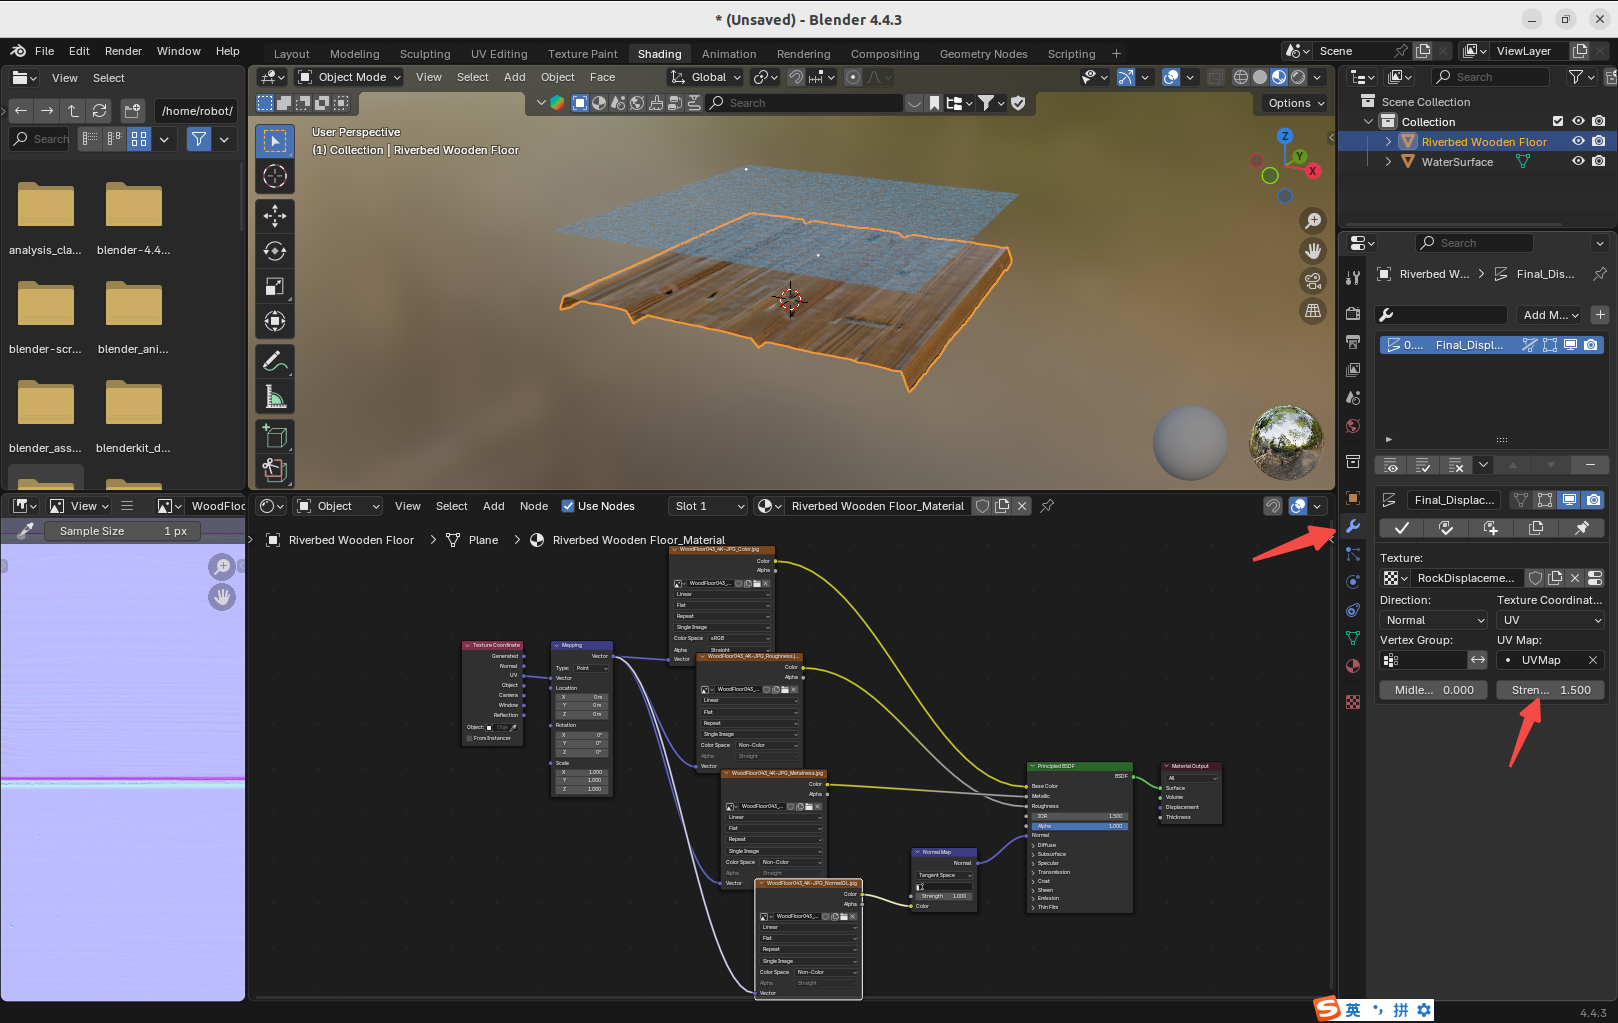 * (Unsaved) - Blender 4.4.3
File Edit Render Window Help
Layout Modeling Sculpting UV Editing Texture Paint Shading Animation Rendering Compositing Geometry Nodes Scripting +
Scene ViewLayer
View Select
/home/robot/
Search
analysis_cla... blender-4.4...
blender-scr... blender_ani...
blender_ass... blenderkit_d...
Object Mode View Select Add Object Face Global
Search Options
User Perspective
(1) Collection | Riverbed Wooden Floor
Z
Y
X
Search
Scene Collection
Collection
Riverbed Wooden Floor
WaterSurface
Search
Riverbed W... Final_Dis...
Add M...
0.... Final_Displ...
Final_Displac...
Texture:
RockDisplaceme...
Direction: Texture Coordinat...
Normal UV
Vertex Group: UV Map:
UVMap
Midle... 0.000 Stren... 1.500
View WoodFloo
Sample Size 1 px
Object View Select Add Node Use Nodes Slot 1 Riverbed Wooden Floor_Material
Riverbed Wooden Floor Plane Riverbed Wooden Floor_Material
WoodFloor043_4K-JPG_Color.jpg
Color
Alpha
WoodFloor043_...
Linear
Flat
Repeat
Single Image
Color Space sRGB
Alpha Straight
Vector
Texture Coordinate
Generated
Normal
UV
Object
Camera
Window
Reflection
Object:
From Instancer
Mapping
Vector
Type: Point
Vector
Location
X 0 m
Y 0 m
Z 0 m
Rotation
X 0°
Y 0°
Z 0°
Scale
X 1.000
Y 1.000
Z 1.000
WoodFloor043_4K-JPG_Roughness.j...
Color
Alpha
WoodFloor043_...
Linear
Flat
Repeat
Single Image
Color Space Non-Color
Alpha Straight
Vector
WoodFloor043_4K-JPG_Metalness.jpg
Color
Alpha
WoodFloor043_...
Linear
Flat
Repeat
Single Image
Color Space Non-Color
Alpha Straight
Vector
WoodFloor043_4K-JPG_NormalGL.jpg
Color
Alpha
WoodFloor043_...
Linear
Flat
Repeat
Single Image
Color Space Non-Color
Alpha Straight
Vector
Normal Map
Normal
Tangent Space
Strength 1.000
Color
Principled BSDF
BSDF
Base Color
Metallic
Roughness
IOR 1.500
Alpha 1.000
Normal
Diffuse
Subsurface
Specular
Transmission
Coat
Sheen
Emission
Thin Film
Material Output
All
Surface
Volume
Displacement
Thickness
S 英 拼
4.4.3